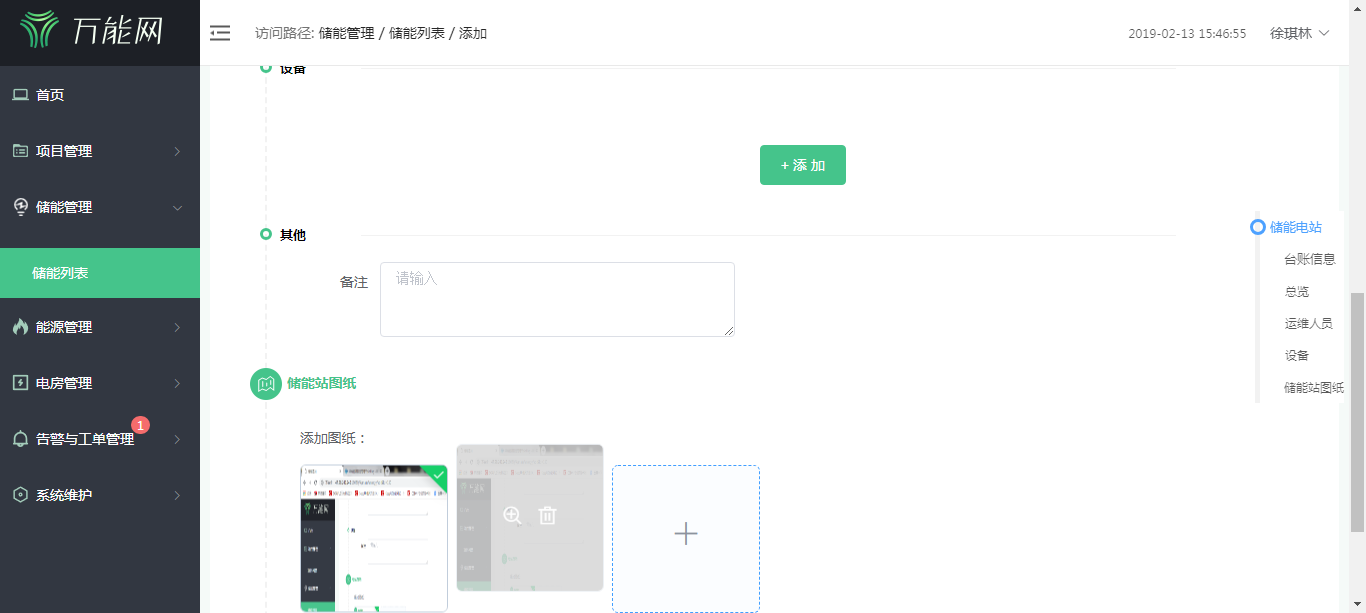 万能网
访问路径: 储能管理 / 储能列表 / 添加
2019-02-13 15:46:55
徐琪林
首页
项目管理
储能管理
储能列表
能源管理
电房管理
告警与工单管理
1
系统维护
设备
+ 添 加
其他
备注
请输入
储能站图纸
添加图纸：
储能电站
台账信息
总览
运维人员
设备
储能站图纸